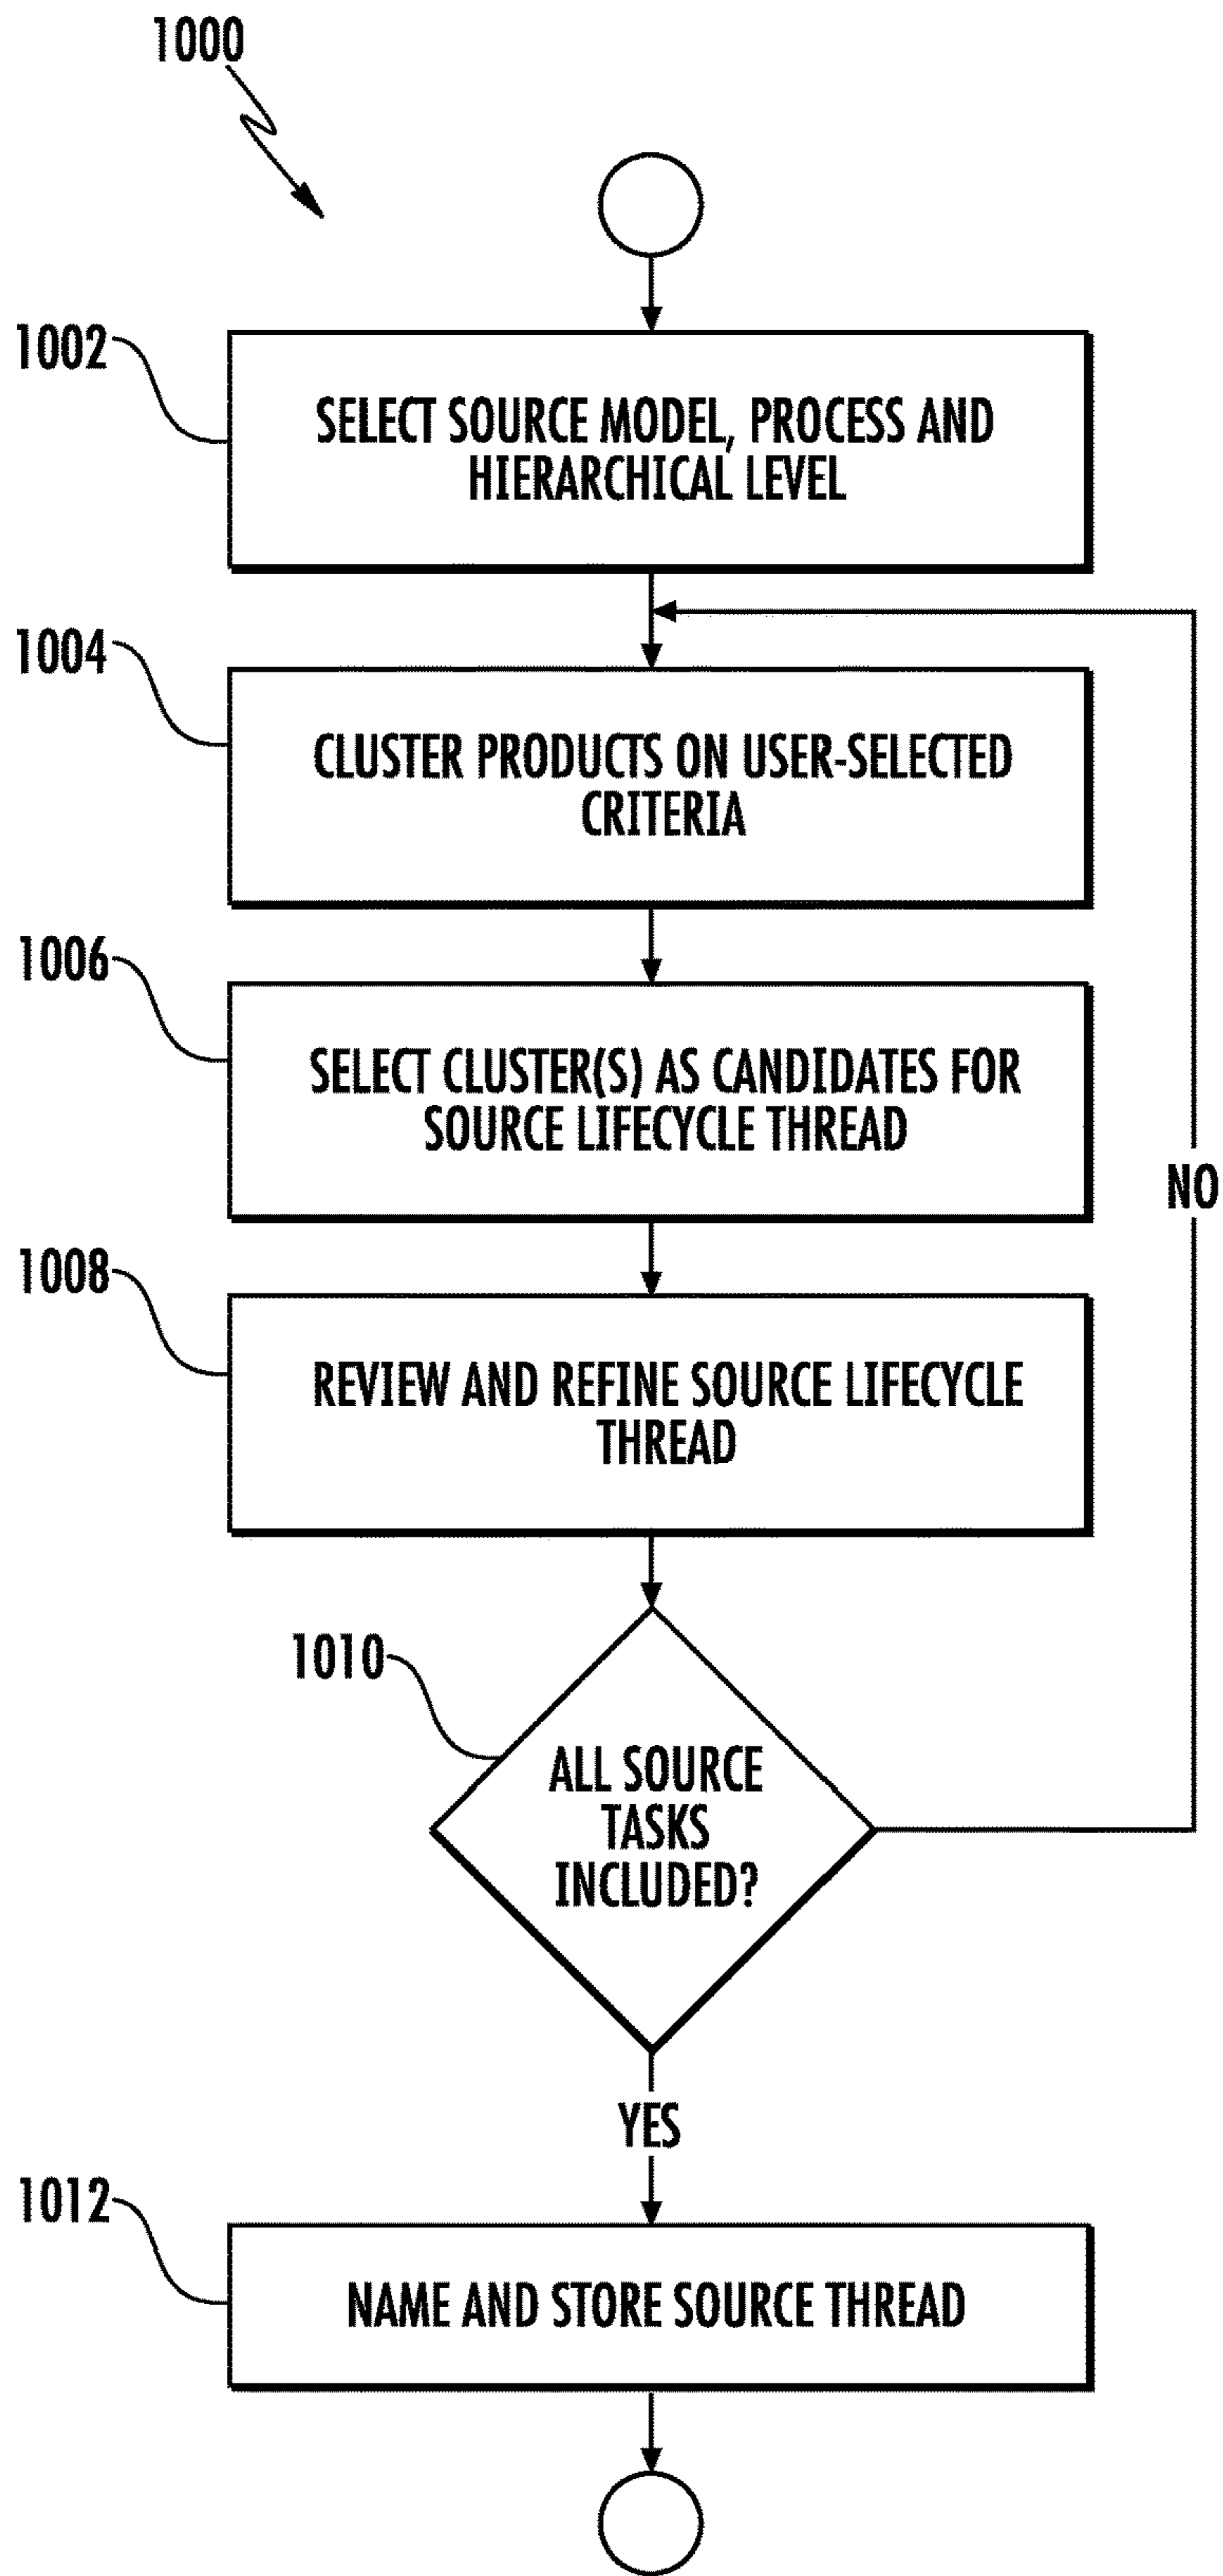 1000
1002
SELECT SOURCE MODEL, PROCESS AND
HIERARCHICAL LEVEL
1004
CLUSTER PRODUCTS ON USER-SELECTED
CRITERIA
1006
SELECT CLUSTER(S) AS CANDIDATES FOR
SOURCE LIFECYCLE THREAD
NO
1008
REVIEW AND REFINE SOURCE LIFECYCLE
THREAD
1010
ALL SOURCE
TASKS
INCLUDED?
YES
1012
NAME AND STORE SOURCE THREAD